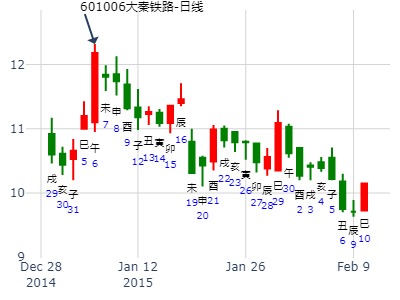 601006大秦铁路-日线
12
11
10
9
戌
29
亥
30
子
31
巳
5
午
6
未
7
申
8
酉
9
子
12
丑
13
寅
14
卯
15
辰
16
未
19
申
20
酉
21
戌
22
亥
23
寅
26
卯
27
辰
28
巳
29
午
30
酉
2
戌
3
亥
4
子
5
丑
6
辰
9
巳
10
Dec 28
2014
Jan 12
2015
Jan 26
Feb 9